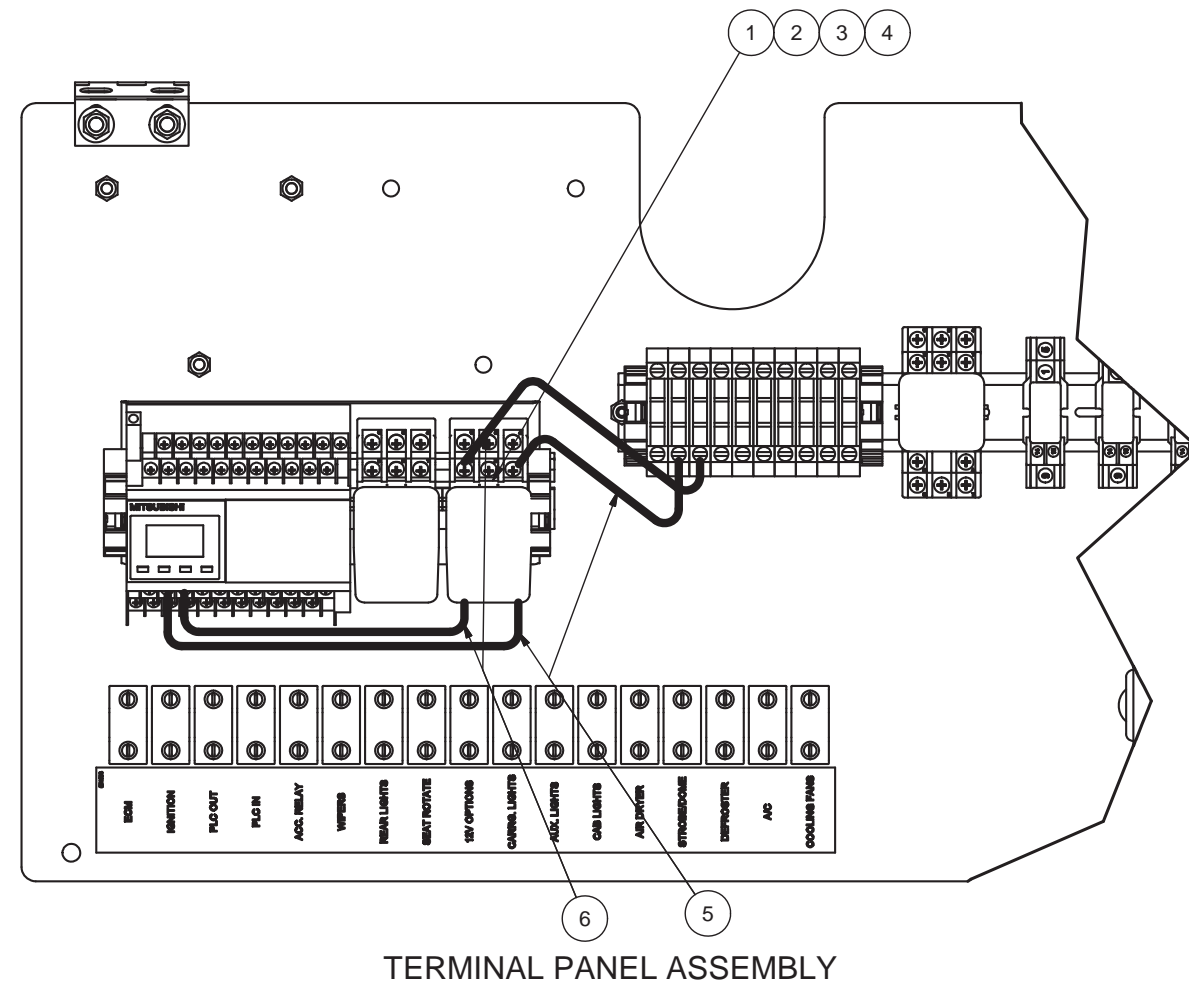 1 2 3 4
MITSUBISHI
ECM
IGNITION
PLC OUT
PLC IN
ACC. RELAY
WIPERS
REAR LIGHTS
SEAT ROTATE
12V OPTIONS
CARRG. LIGHTS
AUX. LIGHTS
CAB LIGHTS
AIR DRYER
STROBE/DOME
DEFROSTER
A/C
COOLING FANS
6
5
TERMINAL PANEL ASSEMBLY